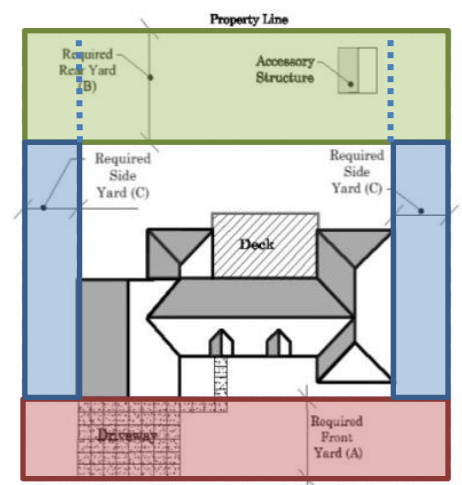 Property Line
Required
Rear Yard
(B)
Accessory
Structure
Required
Side
Yard (C)
Required
Side
Yard (C)
Deck
Driveway
Required
Front
Yard (A)